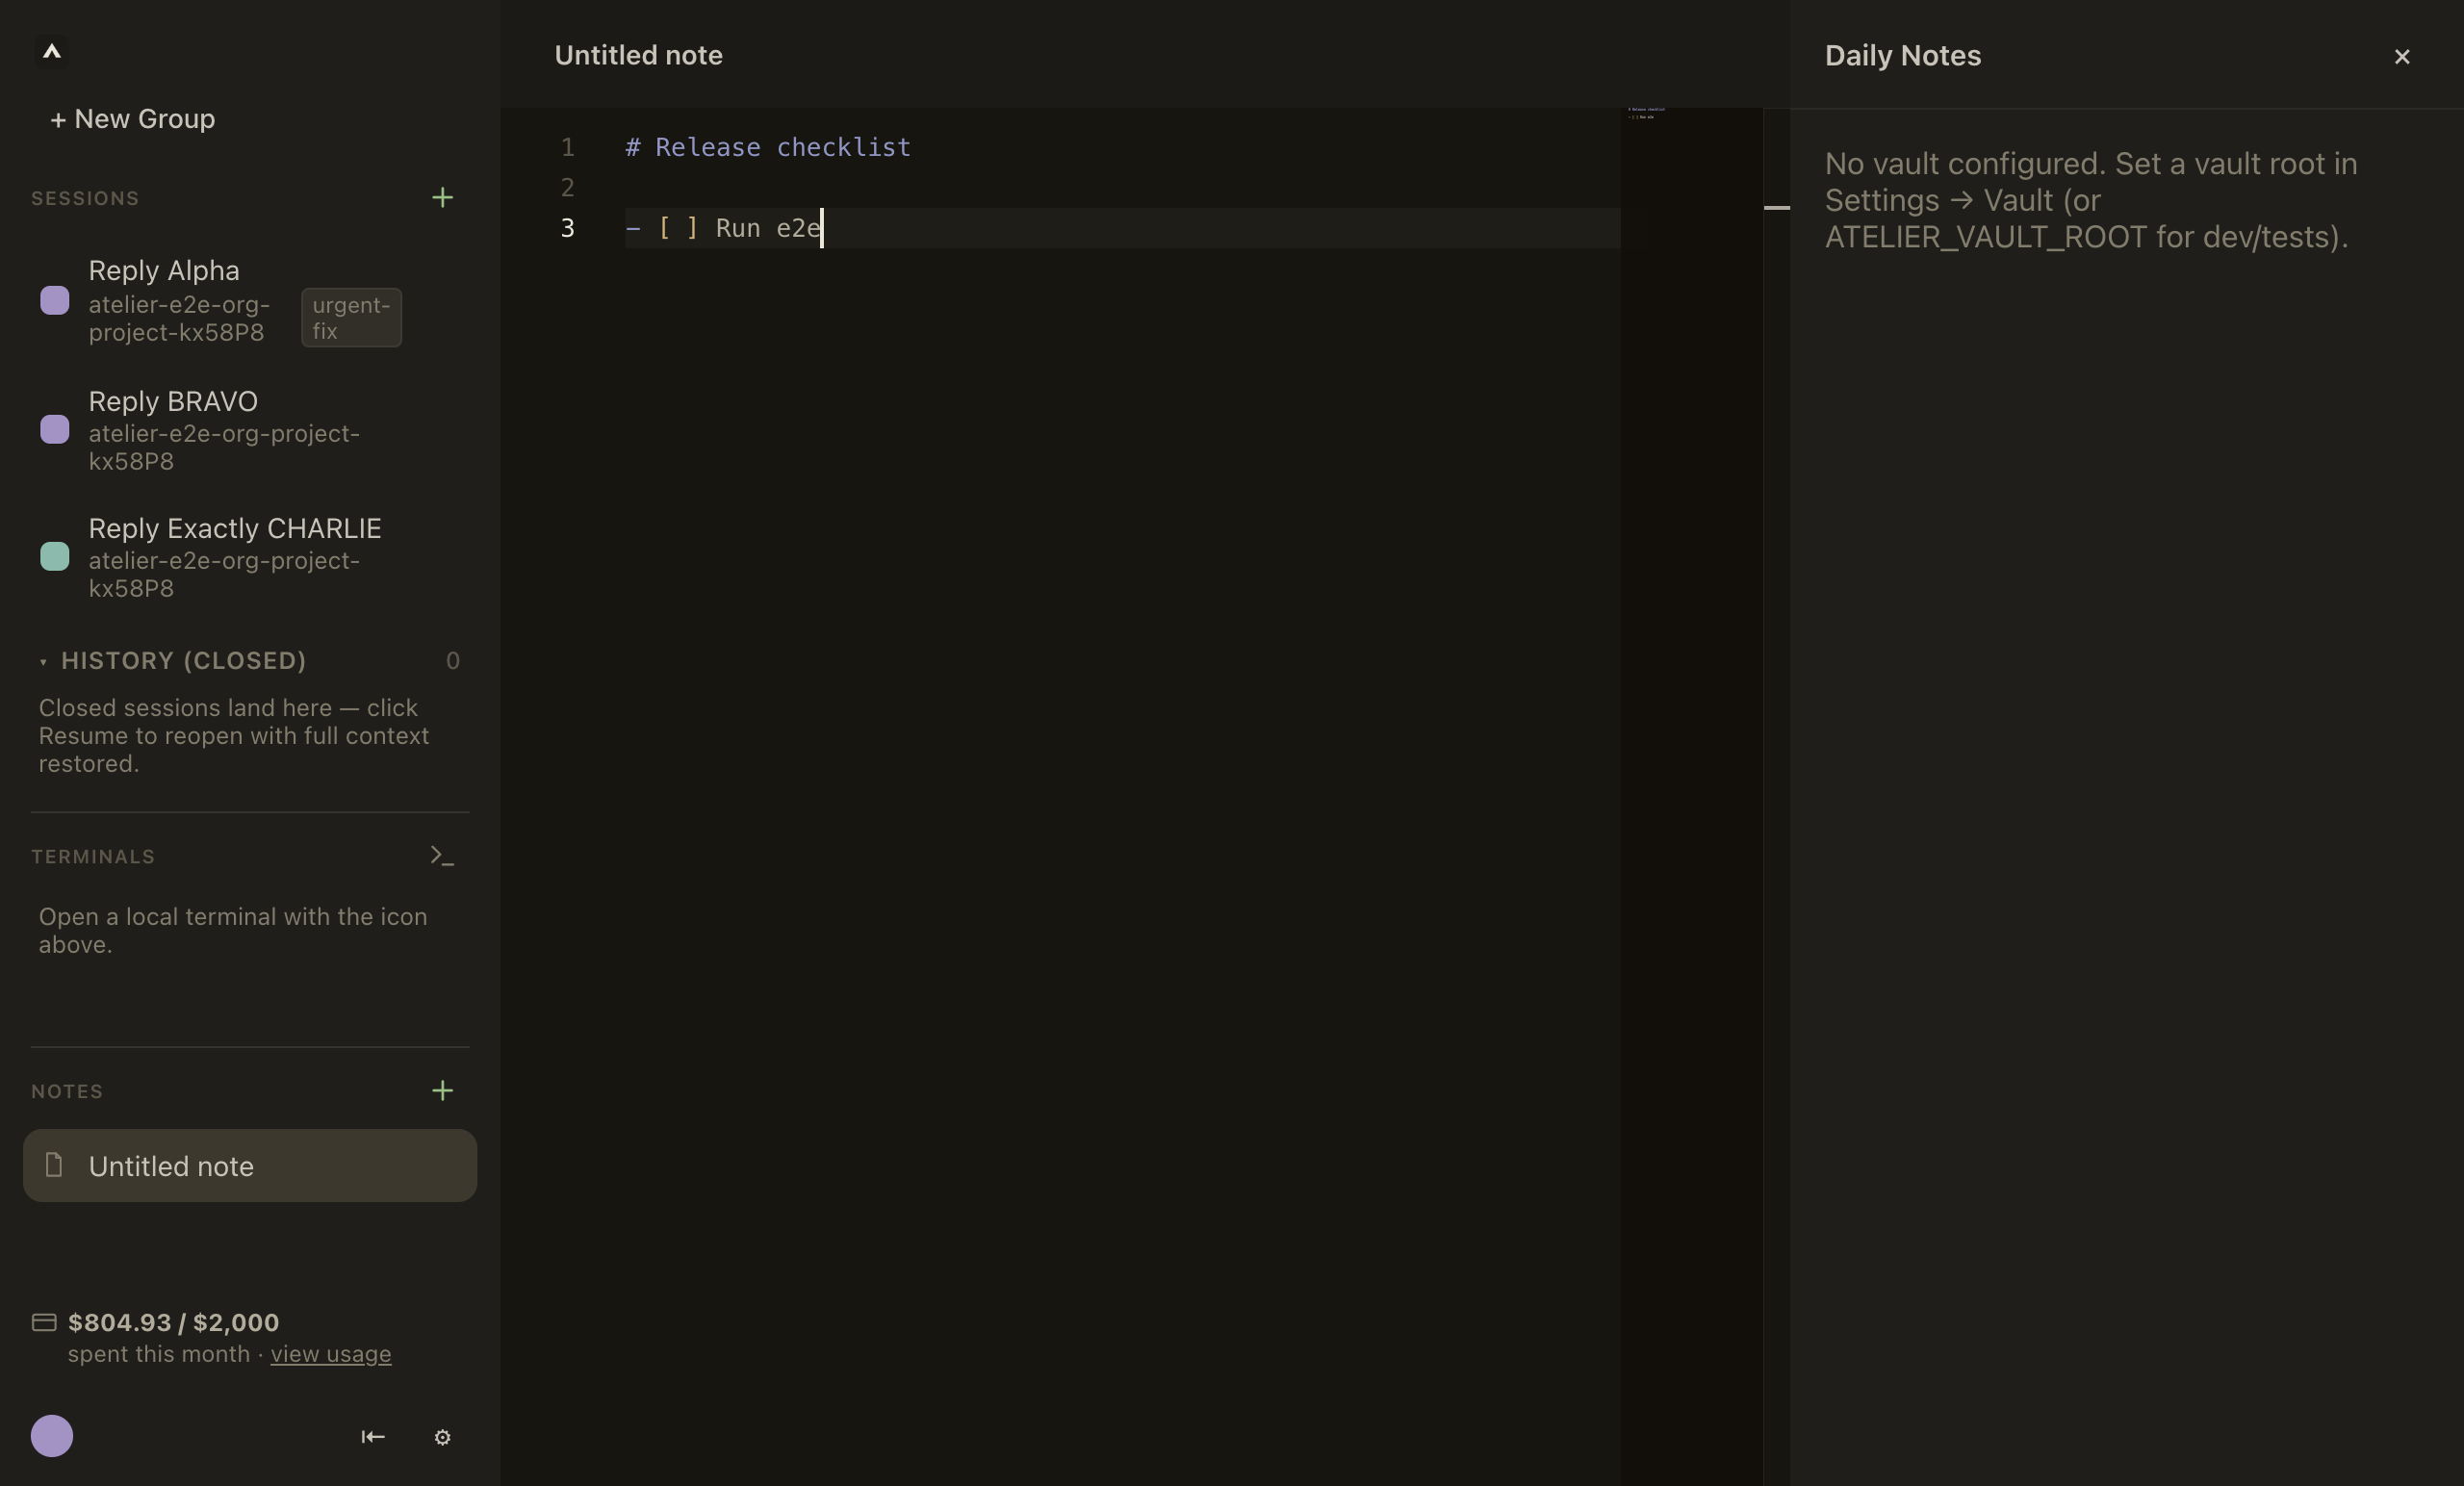 + New Group
SESSIONS
Reply Alpha
atelier-e2e-org-
project-kx58P8
urgent-
fix
Reply BRAVO
atelier-e2e-org-project-
kx58P8
Reply Exactly CHARLIE
atelier-e2e-org-project-
kx58P8
HISTORY (CLOSED) 0
Closed sessions land here — click
Resume to reopen with full context
restored.
TERMINALS
Open a local terminal with the icon
above.
NOTES
Untitled note
$804.93 / $2,000
spent this month · view usage
Untitled note
1 # Release checklist
2
3 - [ ] Run e2e
Daily Notes
No vault configured. Set a vault root in
Settings → Vault (or
ATELIER_VAULT_ROOT for dev/tests).